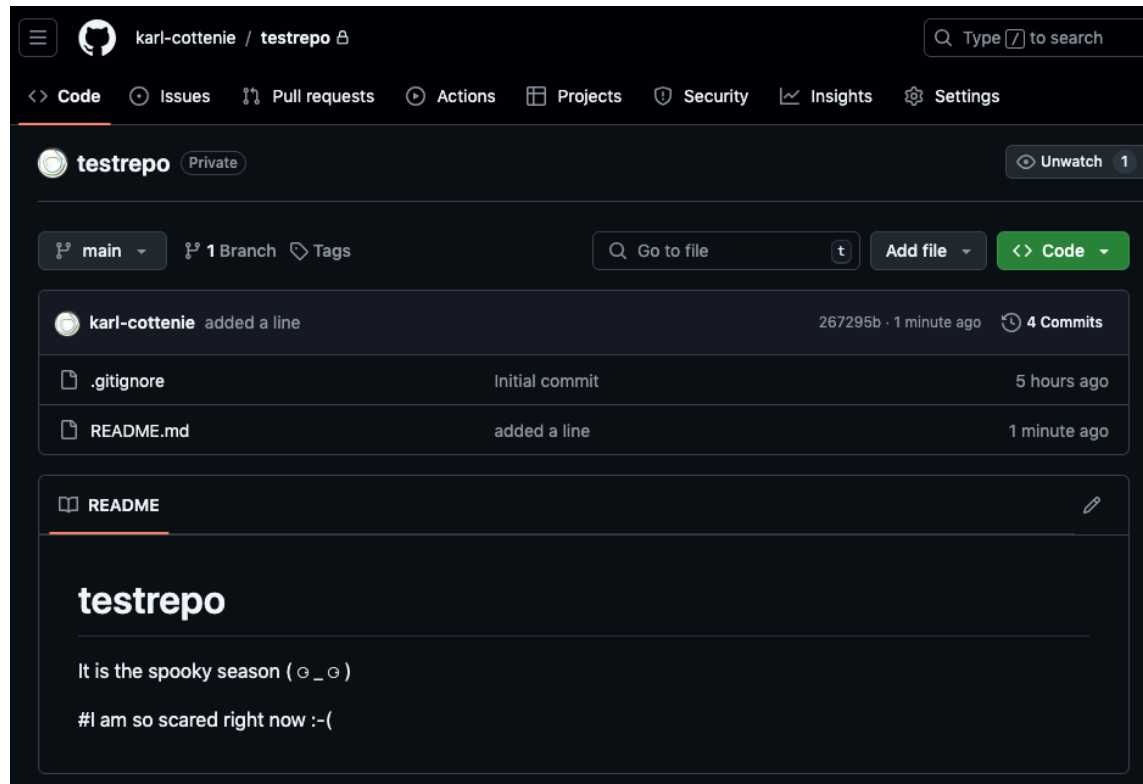 karl-cottenie / testrepo
Type / to search
Code Issues Pull requests Actions Projects Security Insights Settings
testrepo Private
Unwatch 1
main 1 Branch Tags
Go to file t Add file Code
karl-cottenie added a line 267295b · 1 minute ago 4 Commits
.gitignore Initial commit 5 hours ago
README.md added a line 1 minute ago
README
testrepo
It is the spooky season ( ⚆ _ ⚆ )
#I am so scared right now :-(